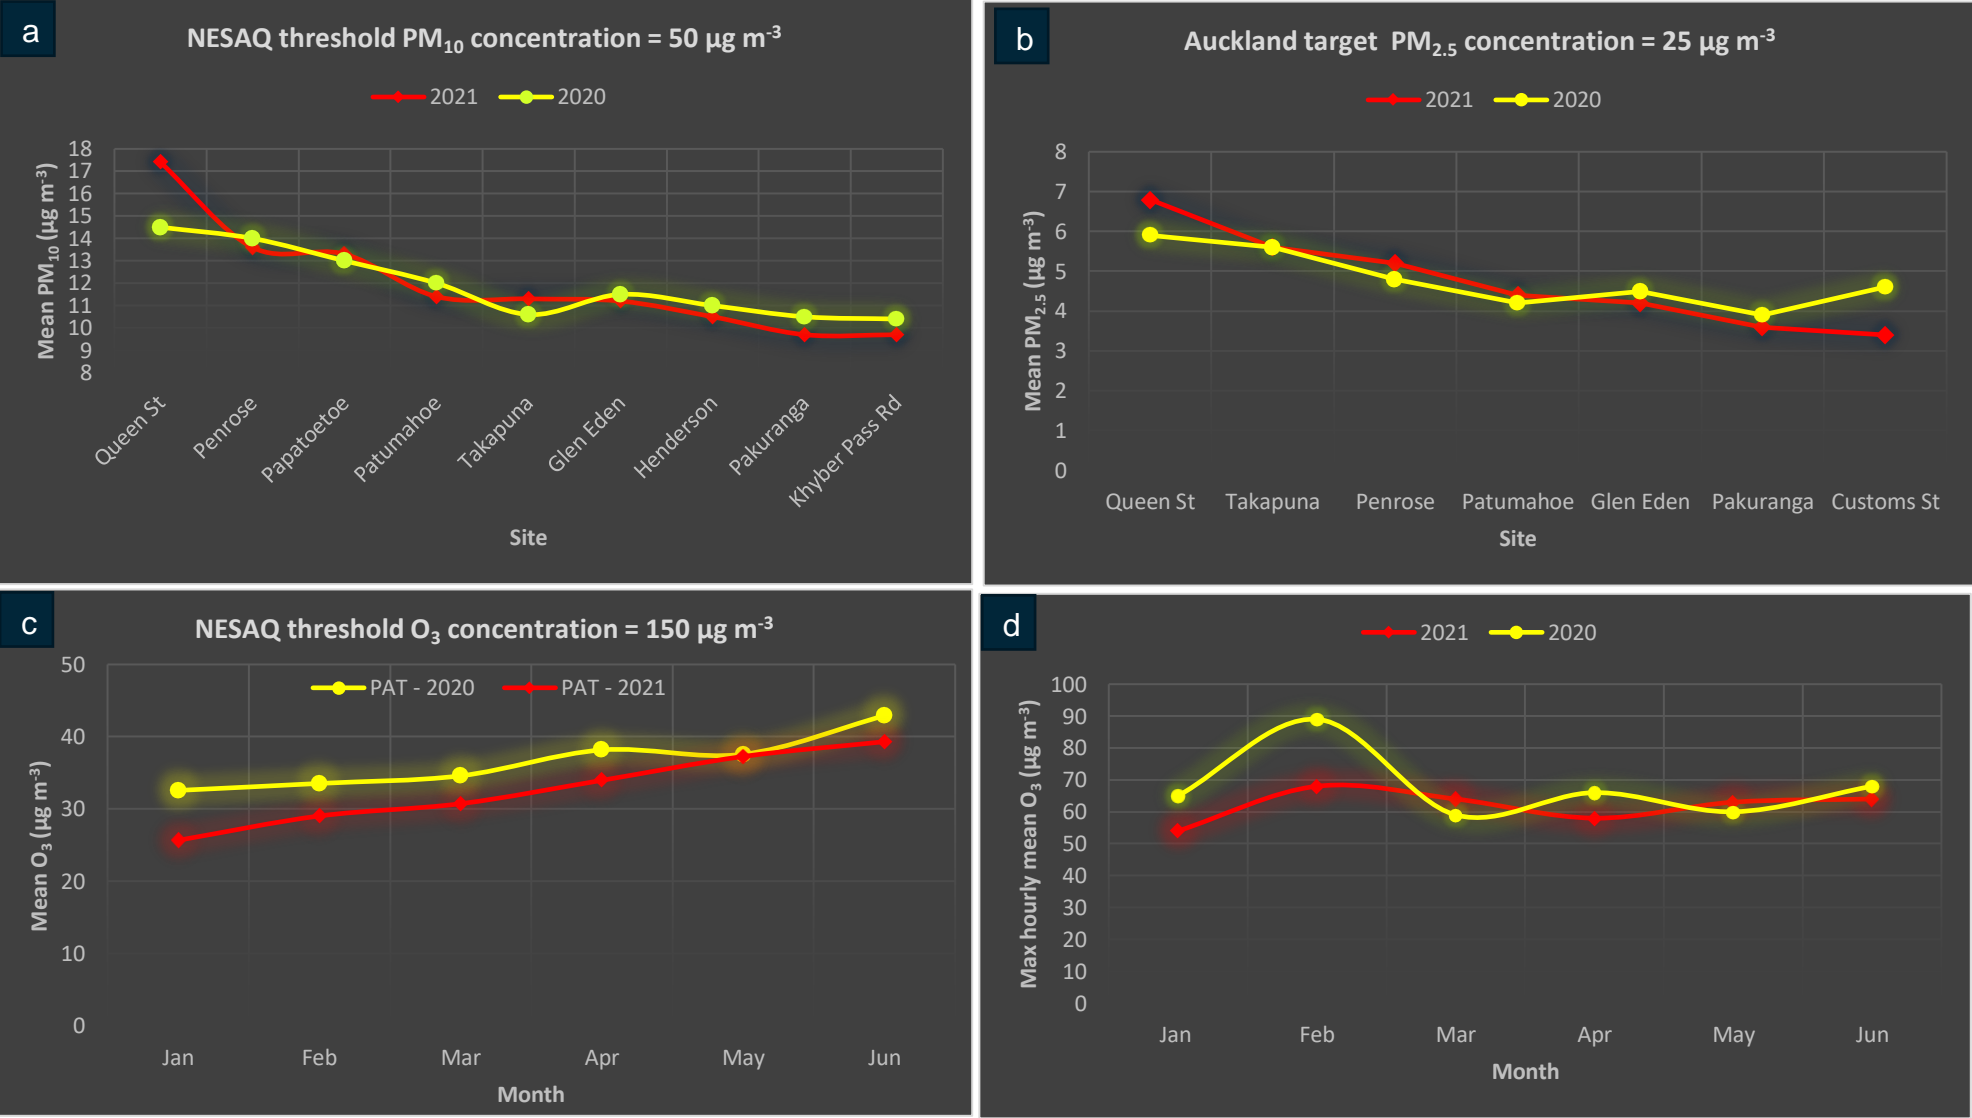 a
NESAQ threshold PM10 concentration = 50 µg m-3
2021 2020
Mean PM10 (µg m-3)
18
17
16
15
14
13
12
11
10
9
8
Queen St
Penrose
Papatoetoe
Patumahoe
Takapuna
Glen Eden
Henderson
Pakuranga
Khyber Pass Rd
Site
b
Auckland target PM2.5 concentration = 25 µg m-3
2021 2020
Mean PM2.5 (µg m-3)
8
7
6
5
4
3
2
1
0
Queen St Takapuna Penrose Patumahoe Glen Eden Pakuranga Customs St
Site
c
NESAQ threshold O3 concentration = 150 µg m-3
PAT - 2020 PAT - 2021
Mean O3 (µg m-3)
50
40
30
20
10
0
Jan Feb Mar Apr May Jun
Month
d
2021 2020
Max hourly mean O3 (µg m-3)
100
90
80
70
60
50
40
30
20
10
0
Jan Feb Mar Apr May Jun
Month